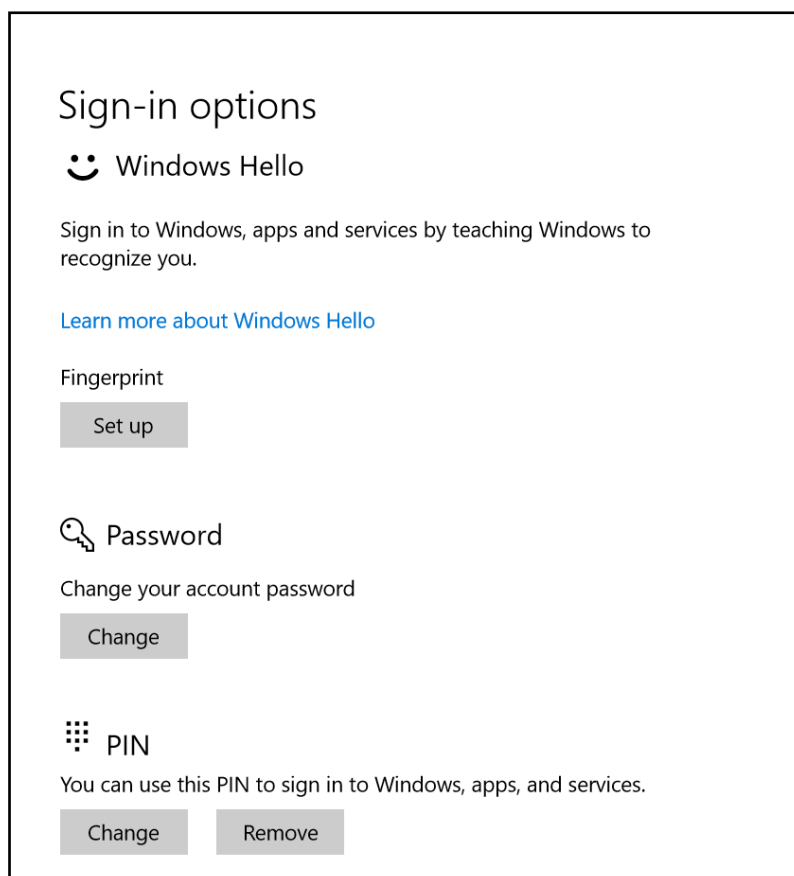 Sign-in options
Windows Hello
Sign in to Windows, apps and services by teaching Windows to
recognize you.
Learn more about Windows Hello
Fingerprint
Set up
Password
Change your account password
Change
PIN
You can use this PIN to sign in to Windows, apps, and services.
Change Remove